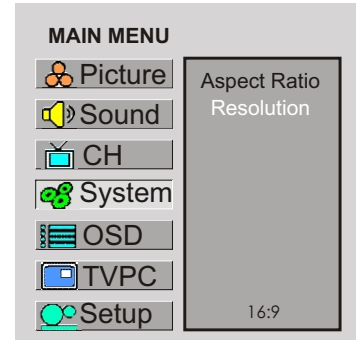 MAIN MENU
Picture
Sound
CH
System
OSD
TVPC
Setup
Aspect Ratio
Resolution
16:9